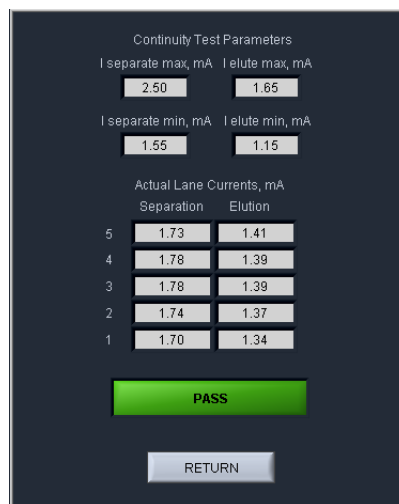 Continuity Test Parameters
I separate max, mA I elute max, mA
2.50 1.65
I separate min, mA I elute min, mA
1.55 1.15
Actual Lane Currents, mA
Separation Elution
5 1.73 1.41
4 1.78 1.39
3 1.78 1.39
2 1.74 1.37
1 1.70 1.34
PASS
RETURN